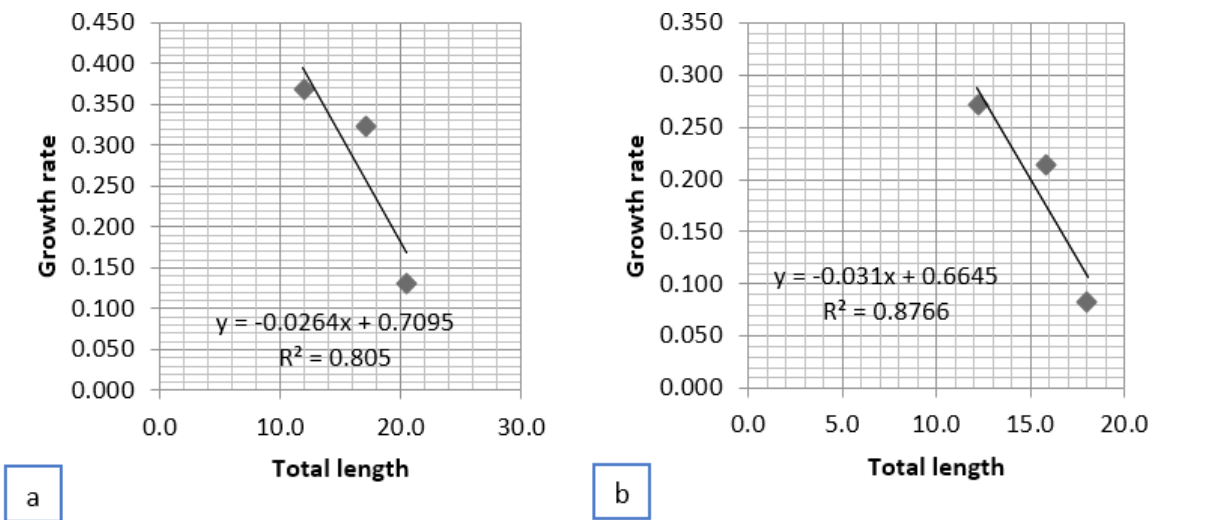 0.450
0.400
0.350
0.300
0.250
0.200
0.150
0.100
0.050
0.000
Growth rate
y = -0.0264x + 0.7095
R² = 0.805
0.0 10.0 20.0 30.0
Total length
a
0.350
0.300
0.250
0.200
0.150
0.100
0.050
0.000
Growth rate
y = -0.031x + 0.6645
R² = 0.8766
0.0 5.0 10.0 15.0 20.0
Total length
b